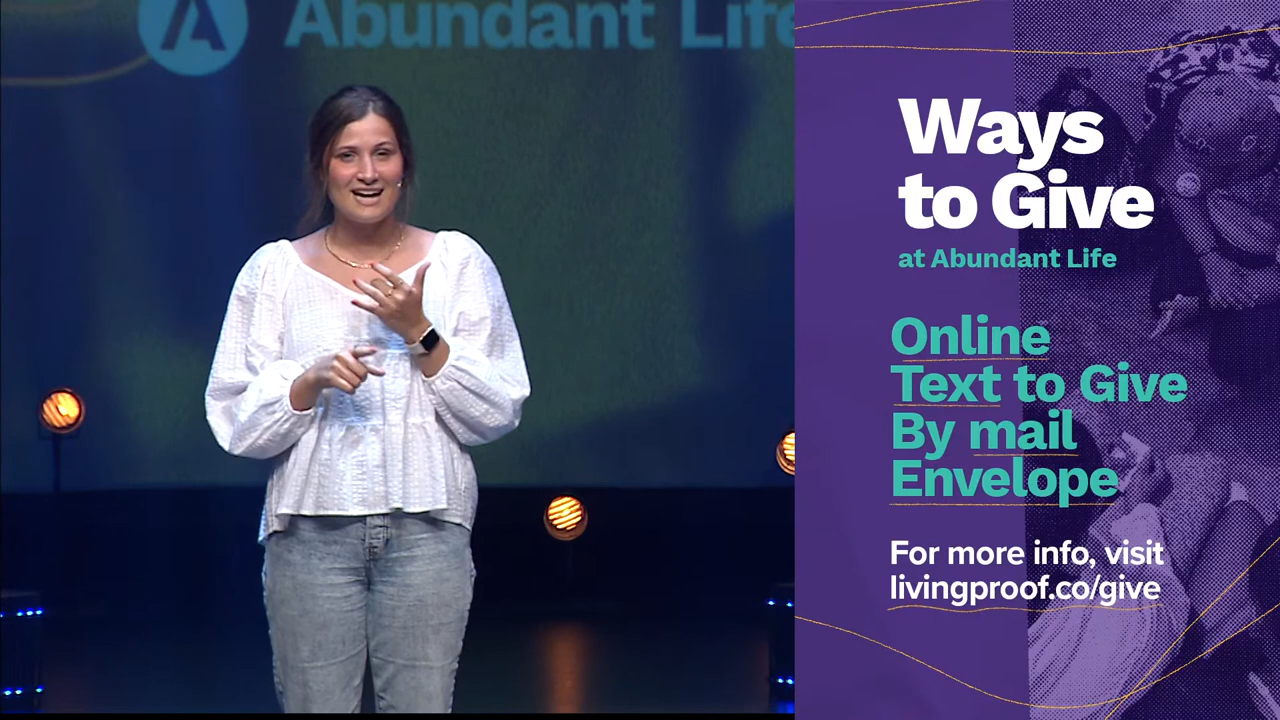 Abundant Life
Ways
to Give
at Abundant Life
Online
Text to Give
By mail
Envelope
For more info, visit
livingproof.co/give